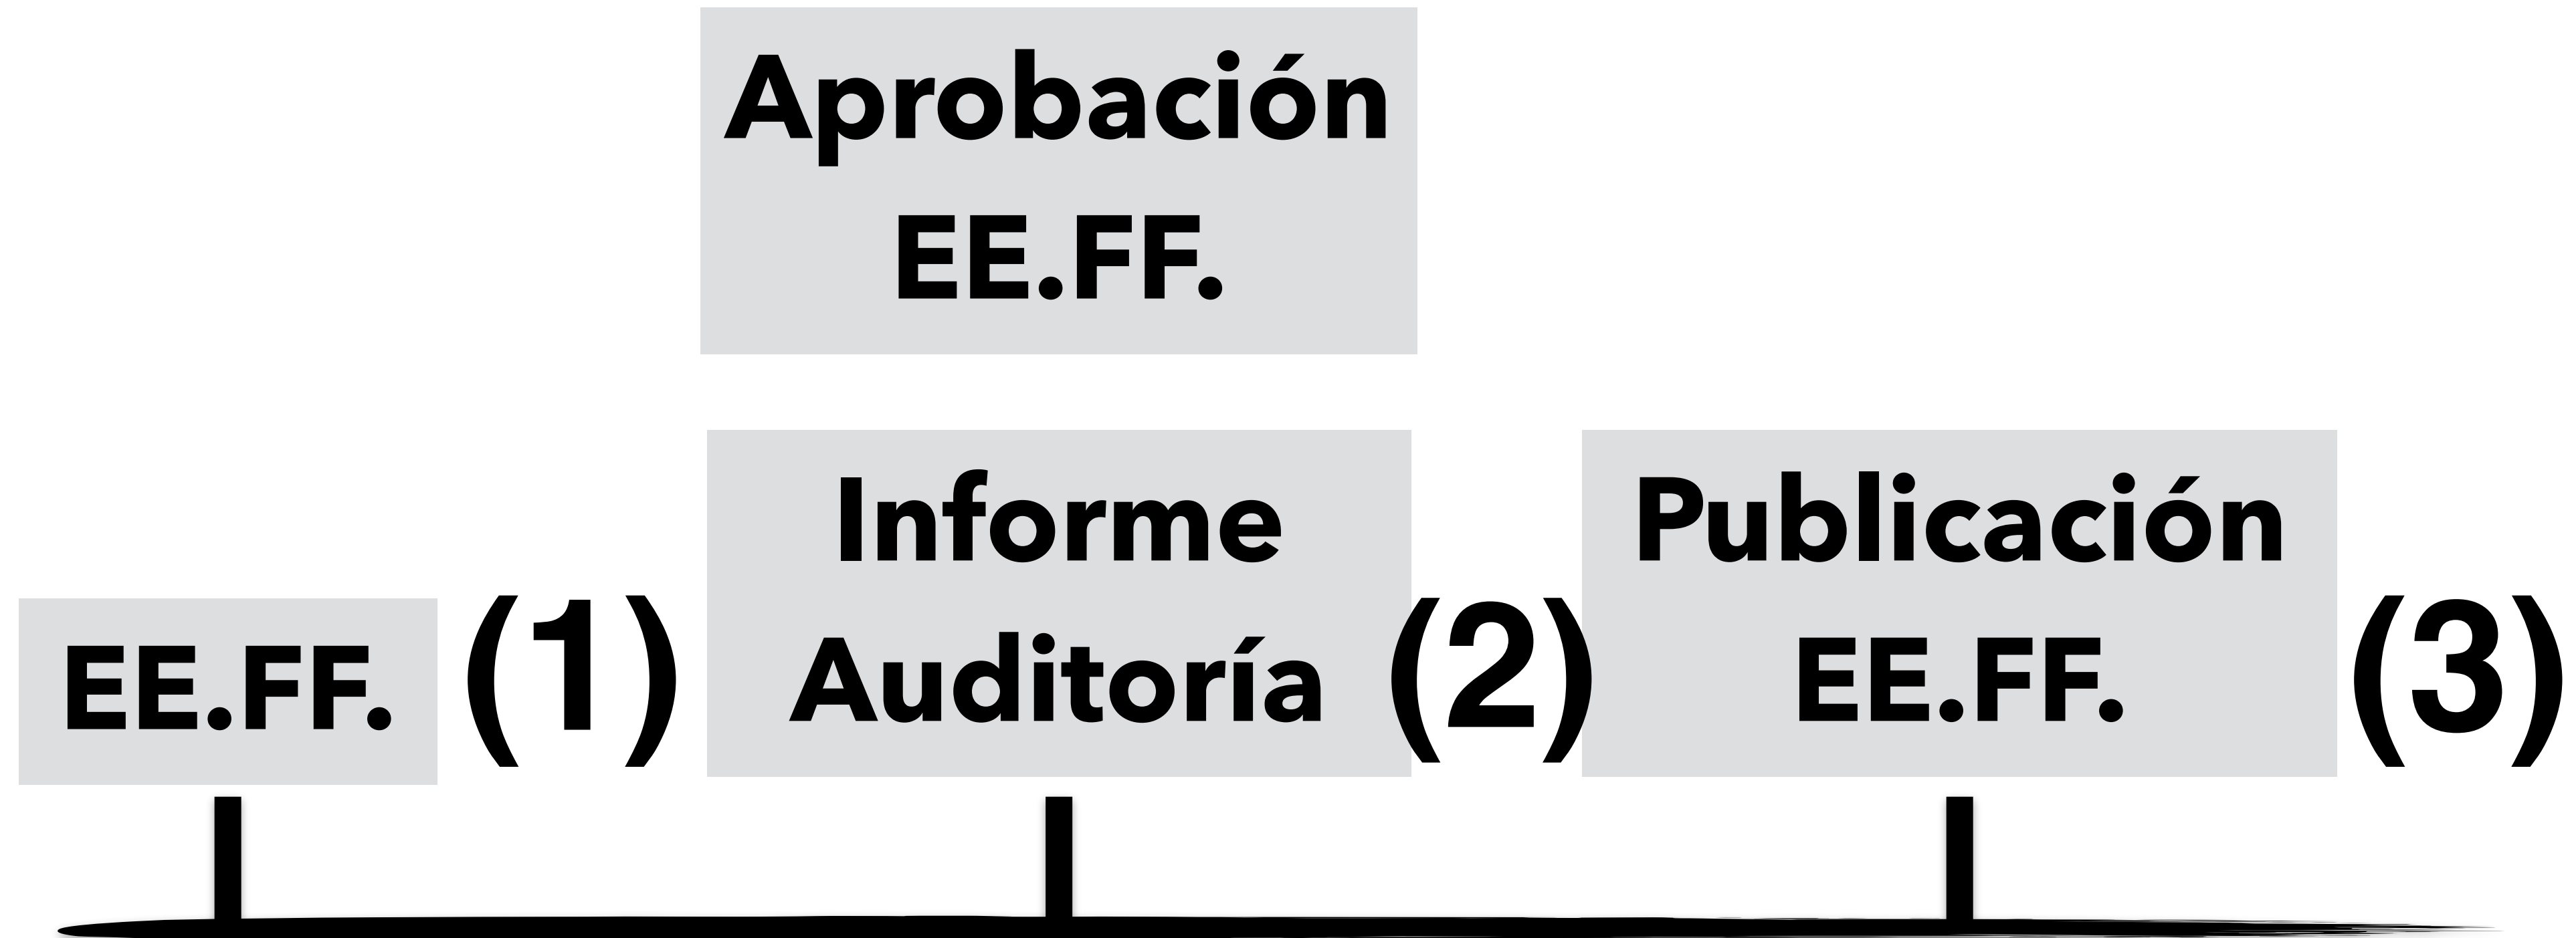 Aprobación
EE.FF.
EE.FF.
(1)
Informe
Auditoría
(2)
Publicación
EE.FF.
(3)